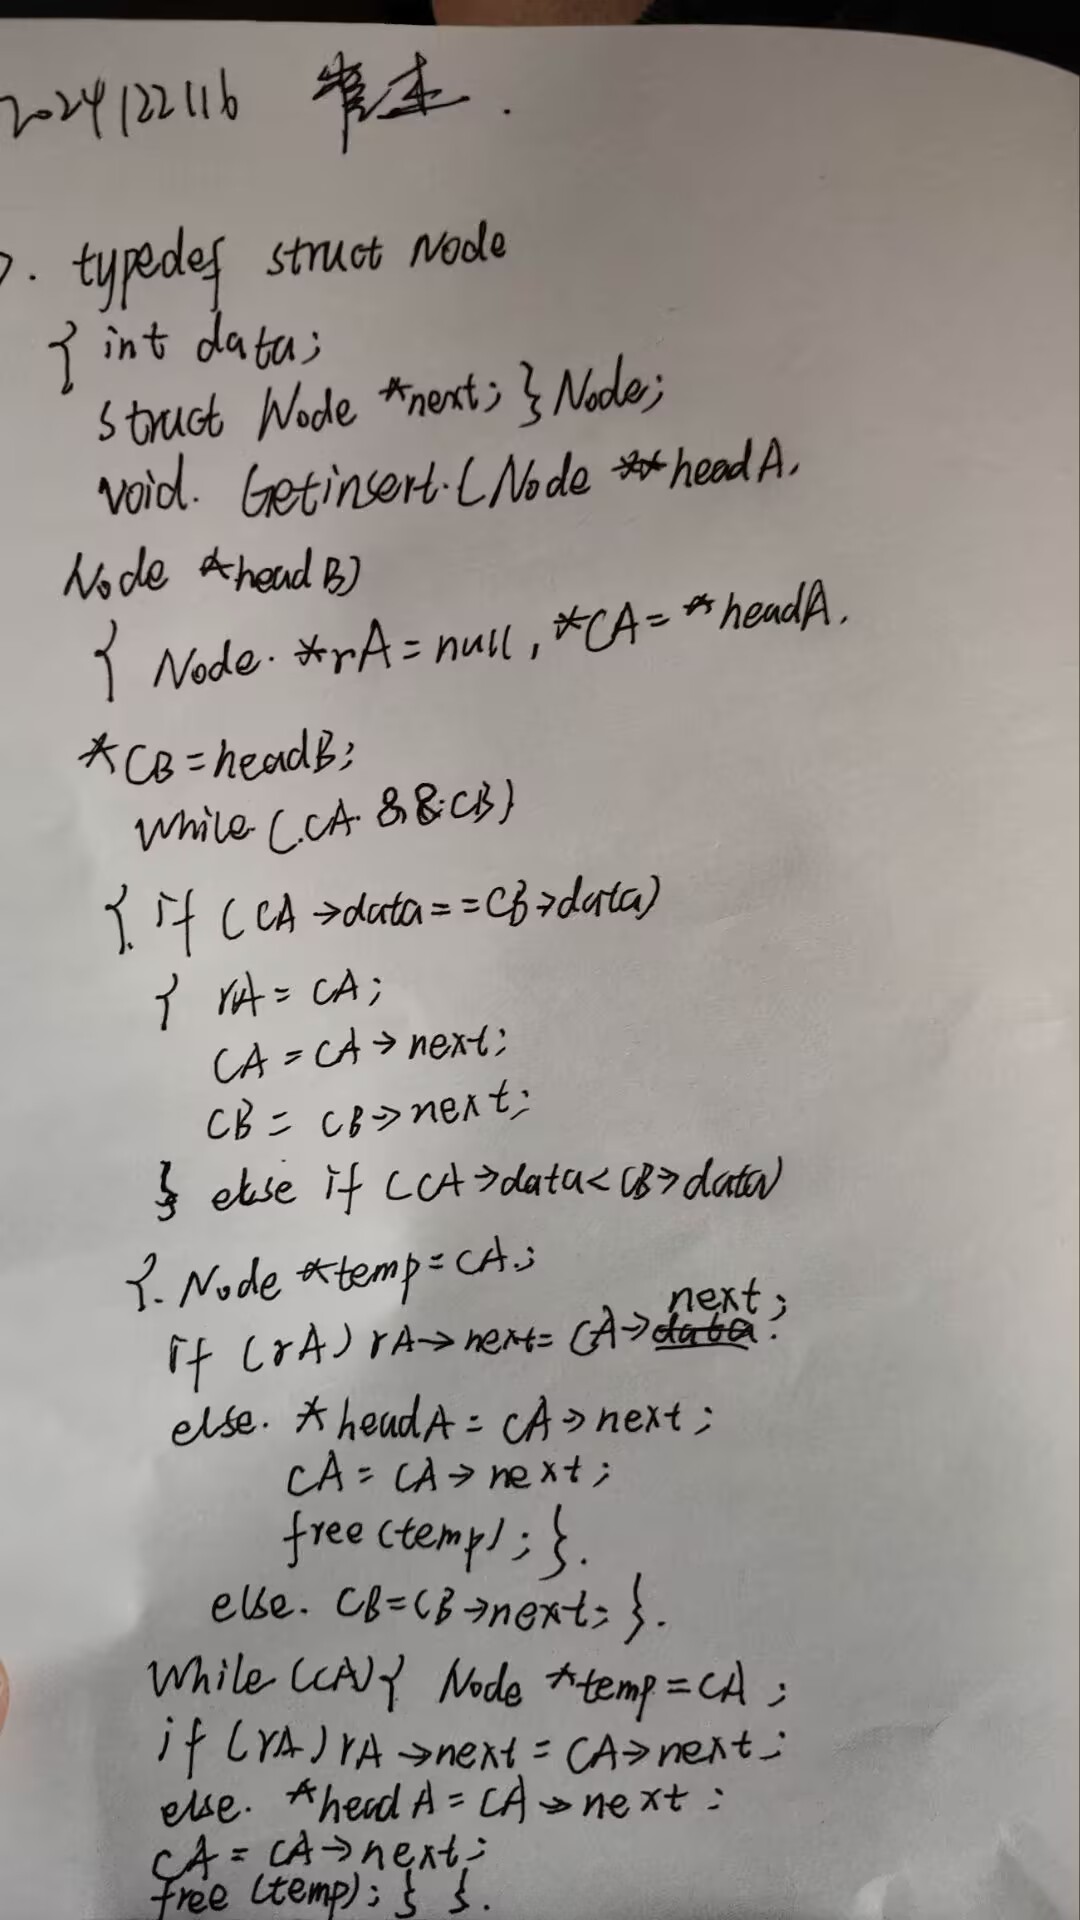 2024122116
. typedef struct Node
{ int data;
struct Node *next; } Node;
void. Getinsert.(Node **headA,
Node *headB)
{ Node. *rA = null, *CA = *headA,
*CB = headB;
while (.CA. && CB)
{. if (CA → data == CB → data)
{ rA = CA;
CA = CA → next;
CB = CB → next;
} else if (CA → data < CB → data)
{. Node *temp = CA.;
if (rA) rA → next = CA → next;
else. *headA = CA → next;
CA = CA → next;
free (temp); }.
else. CB = CB → next; }.
while (CA) { Node *temp = CA ;
if (rA) rA → next = CA → next;
else. *headA = CA → next ;
CA = CA → next;
free (temp); } }.